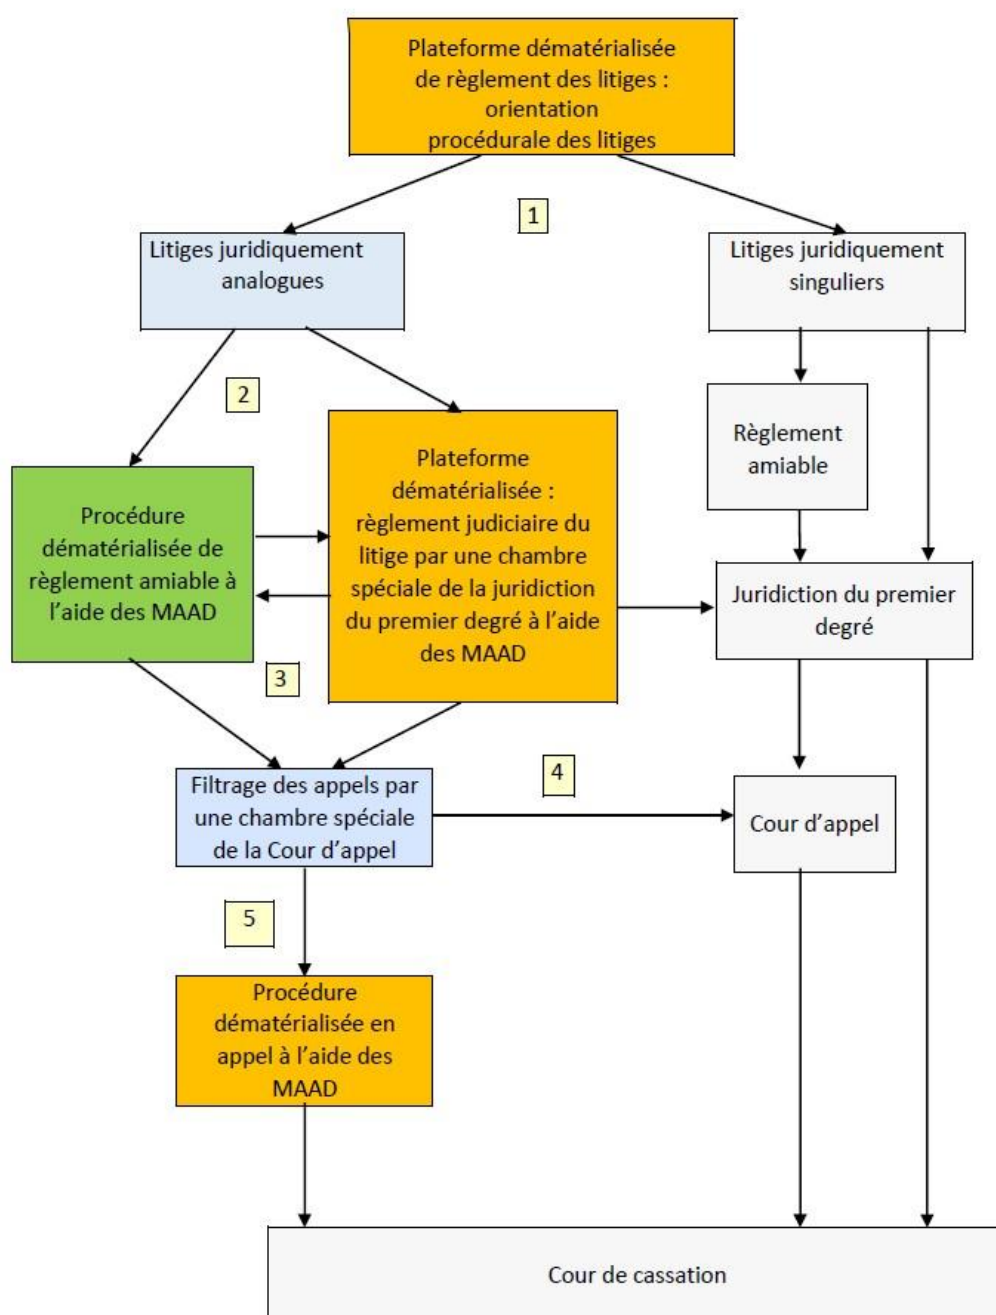 Plateforme dématérialisée
de règlement des litiges :
orientation
procédurale des litiges
1
Litiges juridiquement
analogues
Litiges juridiquement
singuliers
2
Règlement
amiable
Procédure
dématérialisée de
règlement amiable à
l’aide des MAAD
Plateforme
dématérialisée :
règlement judiciaire du
litige par une chambre
spéciale de la juridiction
du premier degré à l’aide
des MAAD
Juridiction du premier
degré
3
4
Filtrage des appels par
une chambre spéciale
de la Cour d’appel
Cour d’appel
5
Procédure
dématérialisée en
appel à l’aide des
MAAD
Cour de cassation